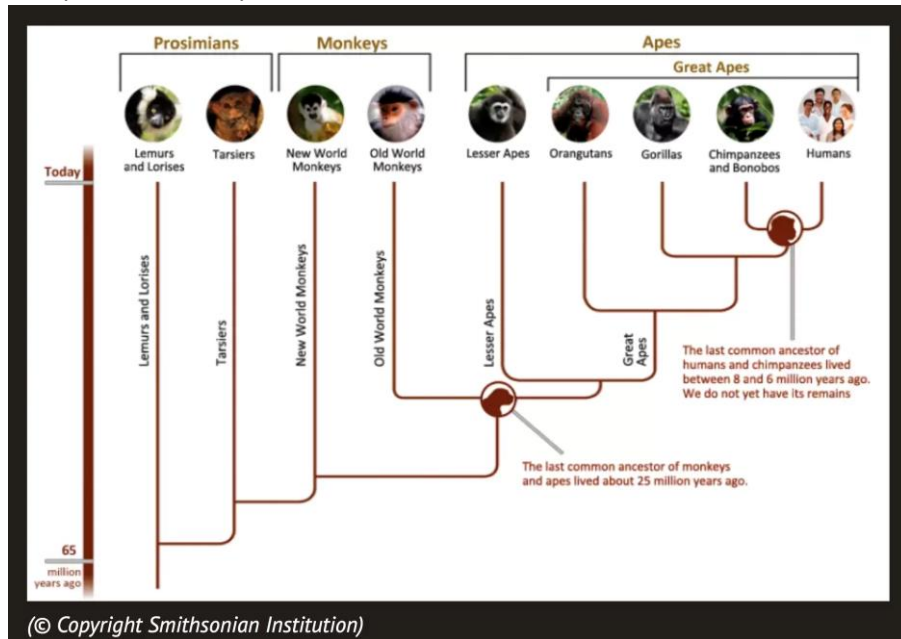 Prosimians
Monkeys
Apes
Great Apes
Lemurs
and Lorises
Tarsiers
New World
Monkeys
Old World
Monkeys
Lesser Apes
Orangutans
Gorillas
Chimpanzees
and Bonobos
Humans
Today
Lemurs and Lorises
Tarsiers
New World Monkeys
Old World Monkeys
Lesser Apes
Great
Apes
The last common ancestor of
humans and chimpanzees lived
between 8 and 6 million years ago.
We do not yet have its remains
The last common ancestor of monkeys
and apes lived about 25 million years ago.
65
million
years ago
(© Copyright Smithsonian Institution)